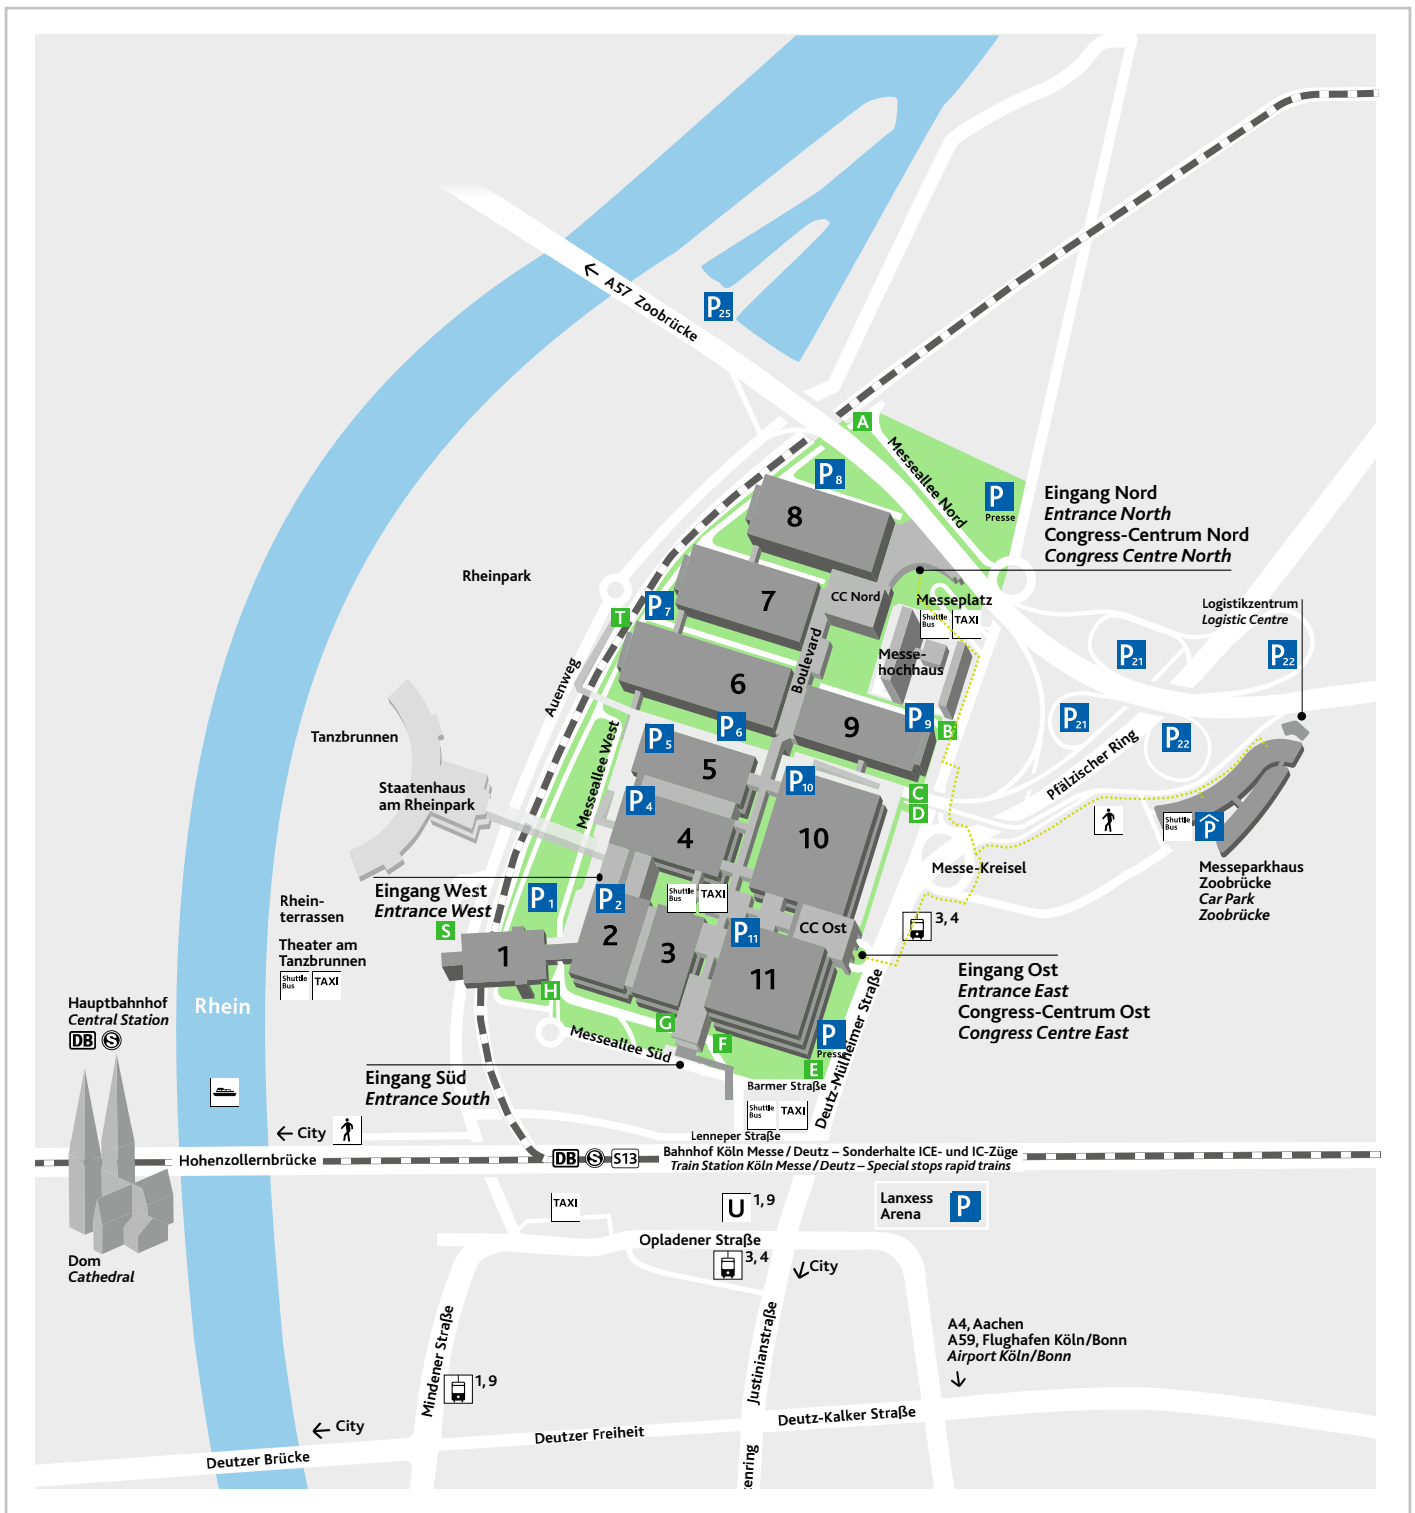 A57 Zoobrücke
P25
A
Messeallee Nord
P8
P
Presse
Eingang Nord
Entrance North
Congress-Centrum Nord
Congress Centre North
8
Rheinpark
7
CC Nord
Messeplatz
Shuttle
Bus
TAXI
Logistikzentrum
Logistic Centre
P7
T
Boulevard
Messe-
hochhaus
P21
P22
Auenweg
6
P6
9
P9
B
P21
P22
Tanzbrunnen
Messeallee West
P5
5
P10
Pfälzischer Ring
Staatenhaus
am Rheinpark
P4
4
10
C
D
Shuttle
Bus
P
Messe-Kreisel
Messeparkhaus
Zoobrücke
Car Park
Zoobrücke
Eingang West
Entrance West
P1
P2
Shuttle
Bus
TAXI
Rhein-
terrassen
S
1
2
3
P11
CC Ost
3, 4
Theater am
Tanzbrunnen
Shuttle
Bus
TAXI
11
Eingang Ost
Entrance East
Congress-Centrum Ost
Congress Centre East
Hauptbahnhof
Central Station
DB
S
Rhein
H
G
F
E
P
Presse
Messeallee Süd
Deutz-Mülheimer Straße
Eingang Süd
Entrance South
Barmer Straße
Shuttle
Bus
TAXI
City
Lenneper Straße
Hohenzollernbrücke
DB
S
S13
Bahnhof Köln Messe / Deutz – Sonderhalte ICE- und IC-Züge
Train Station Köln Messe / Deutz – Special stops rapid trains
TAXI
U
1, 9
Lanxess
Arena
P
Opladener Straße
3, 4
City
Dom
Cathedral
Mindener Straße
1, 9
Justinianstraße
A4, Aachen
A59, Flughafen Köln/Bonn
Airport Köln/Bonn
City
Deutzer Brücke
Deutzer Freiheit
Deutz-Kalker Straße
enring